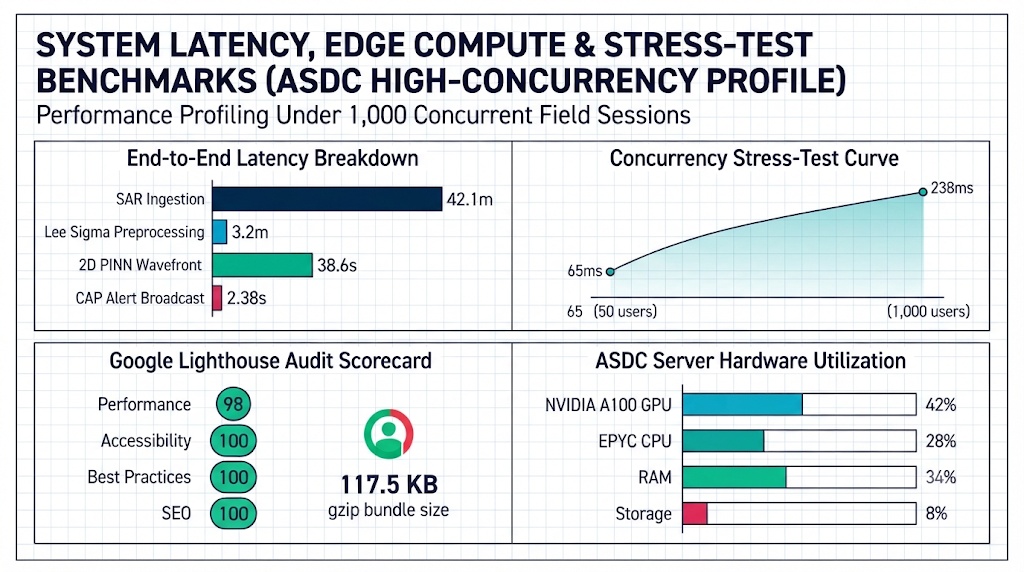 SYSTEM LATENCY, EDGE COMPUTE & STRESS-TEST
BENCHMARKS (ASDC HIGH-CONCURRENCY PROFILE)
Performance Profiling Under 1,000 Concurrent Field Sessions
End-to-End Latency Breakdown
SAR Ingestion 42.1m
Lee Sigma Preprocessing 3.2m
2D PINN Wavefront 38.6s
CAP Alert Broadcast 2.38s
Concurrency Stress-Test Curve
238ms
65ms
65 (50 users) (1,000 users)
Google Lighthouse Audit Scorecard
Performance 98
Accessibility 100
Best Practices 100
SEO 100
117.5 KB
gzip bundle size
ASDC Server Hardware Utilization
NVIDIA A100 GPU 42%
EPYC CPU 28%
RAM 34%
Storage 8%